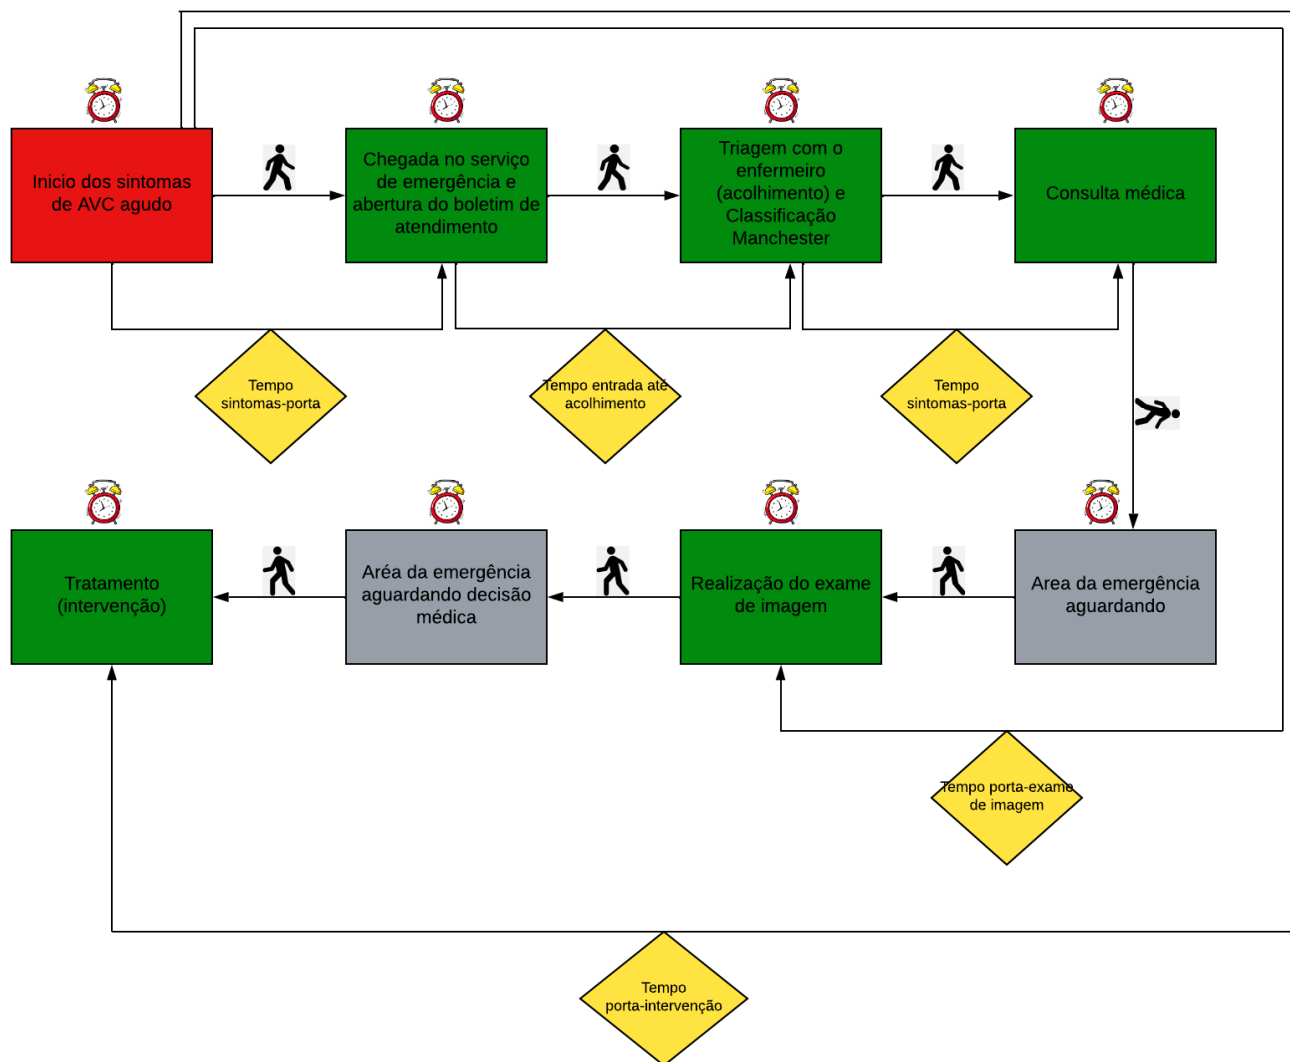 Inicio dos sintomas
de AVC agudo
Chegada no serviço
de emergência e
abertura do boletim de
atendimento
Triagem com o
enfermeiro
(acolhimento) e
Classificação
Manchester
Consulta médica
Tempo
sintomas-porta
Tempo entrada até
acolhimento
Tempo
sintomas-porta
Tratamento
(intervenção)
Aréa da emergência
aguardando decisão
médica
Realização do exame
de imagem
Area da emergência
aguardando
Tempo porta-exame
de imagem
Tempo
porta-intervenção